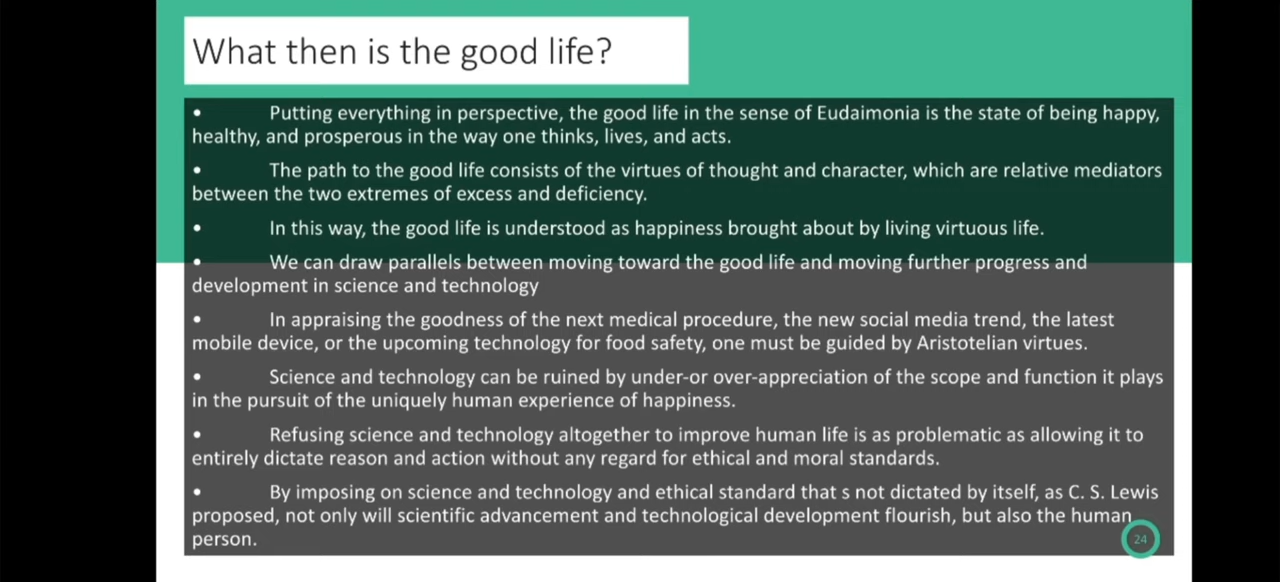 What then is the good life?
• Putting everything in perspective, the good life in the sense of Eudaimonia is the state of being happy,
healthy, and prosperous in the way one thinks, lives, and acts.
• The path to the good life consists of the virtues of thought and character, which are relative mediators
between the two extremes of excess and deficiency.
• In this way, the good life is understood as happiness brought about by living virtuous life.
• We can draw parallels between moving toward the good life and moving further progress and
development in science and technology
• In appraising the goodness of the next medical procedure, the new social media trend, the latest
mobile device, or the upcoming technology for food safety, one must be guided by Aristotelian virtues.
• Science and technology can be ruined by under-or over-appreciation of the scope and function it plays
in the pursuit of the uniquely human experience of happiness.
• Refusing science and technology altogether to improve human life is as problematic as allowing it to
entirely dictate reason and action without any regard for ethical and moral standards.
• By imposing on science and technology and ethical standard that s not dictated by itself, as C. S. Lewis
proposed, not only will scientific advancement and technological development flourish, but also the human
person.
24